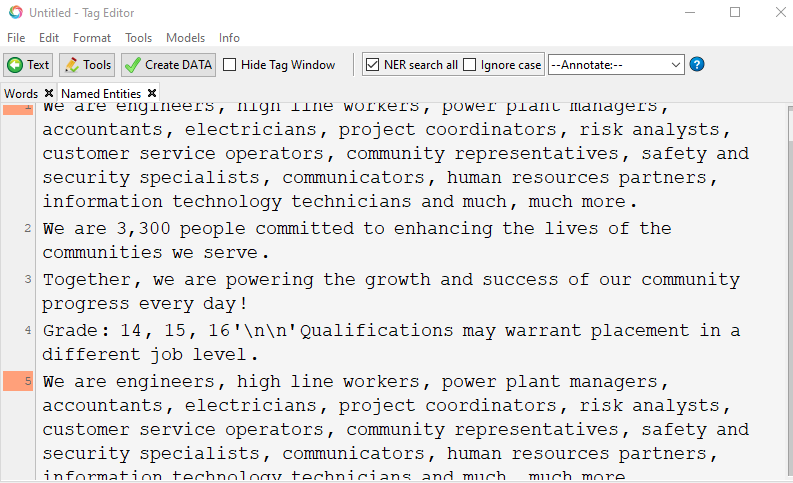 Untitled - Tag Editor
File Edit Format Tools Models Info
Text Tools Create DATA Hide Tag Window NER search all Ignore case --Annotate:--
Words Named Entities
1 We are engineers, high line workers, power plant managers,
accountants, electricians, project coordinators, risk analysts,
customer service operators, community representatives, safety and
security specialists, communicators, human resources partners,
information technology technicians and much, much more.
2 We are 3,300 people committed to enhancing the lives of the
communities we serve.
3 Together, we are powering the growth and success of our community
progress every day!
4 Grade: 14, 15, 16'\n\n'Qualifications may warrant placement in a
different job level.
5 We are engineers, high line workers, power plant managers,
accountants, electricians, project coordinators, risk analysts,
customer service operators, community representatives, safety and
security specialists, communicators, human resources partners,
information technology technicians and much, much more